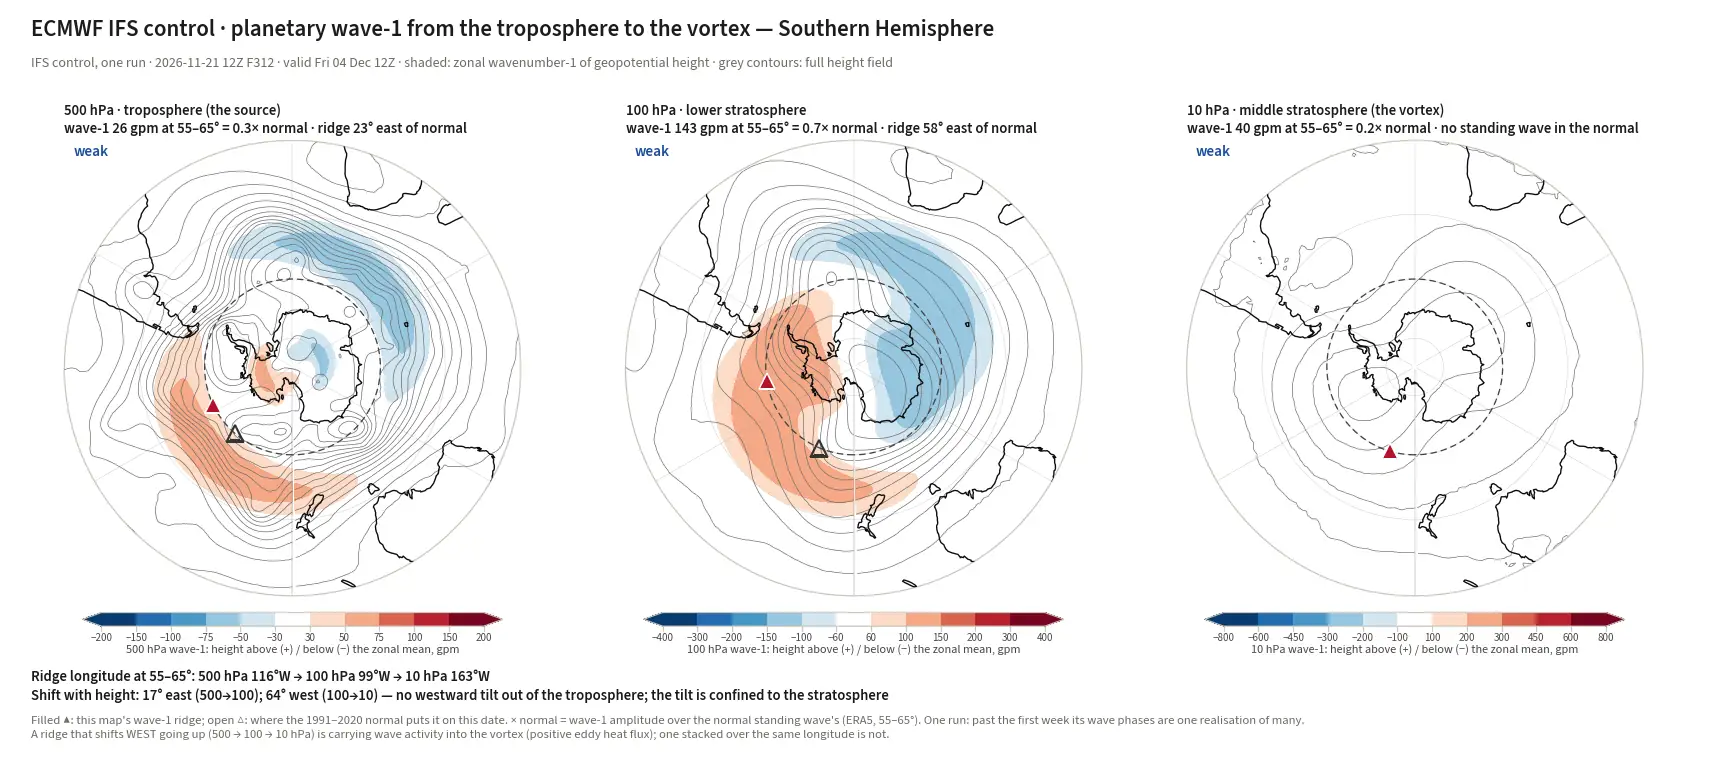 ECMWF IFS control · planetary wave-1 from the troposphere to the vortex — Southern Hemisphere
IFS control, one run · 2026-11-21 12Z F312 · valid Fri 04 Dec 12Z · shaded: zonal wavenumber-1 of geopotential height · grey contours: full height field
500 hPa · troposphere (the source)
wave-1 26 gpm at 55–65° = 0.3× normal · ridge 23° east of normal
weak
100 hPa · lower stratosphere
wave-1 143 gpm at 55–65° = 0.7× normal · ridge 58° east of normal
weak
10 hPa · middle stratosphere (the vortex)
wave-1 40 gpm at 55–65° = 0.2× normal · no standing wave in the normal
weak
−200 −150 −100 −75 −50 −30 30 50 75 100 150 200
500 hPa wave-1: height above (+) / below (−) the zonal mean, gpm
−400 −300 −200 −150 −100 −60 60 100 150 200 300 400
100 hPa wave-1: height above (+) / below (−) the zonal mean, gpm
−800 −600 −450 −300 −200 −100 100 200 300 450 600 800
10 hPa wave-1: height above (+) / below (−) the zonal mean, gpm
Ridge longitude at 55–65°: 500 hPa 116°W → 100 hPa 99°W → 10 hPa 163°W
Shift with height: 17° east (500→100); 64° west (100→10) — no westward tilt out of the troposphere; the tilt is confined to the stratosphere
Filled ▲: this map's wave-1 ridge; open △: where the 1991–2020 normal puts it on this date. × normal = wave-1 amplitude over the normal standing wave's (ERA5, 55–65°). One run: past the first week its wave phases are one realisation of many.
A ridge that shifts WEST going up (500 → 100 → 10 hPa) is carrying wave activity into the vortex (positive eddy heat flux); one stacked over the same longitude is not.